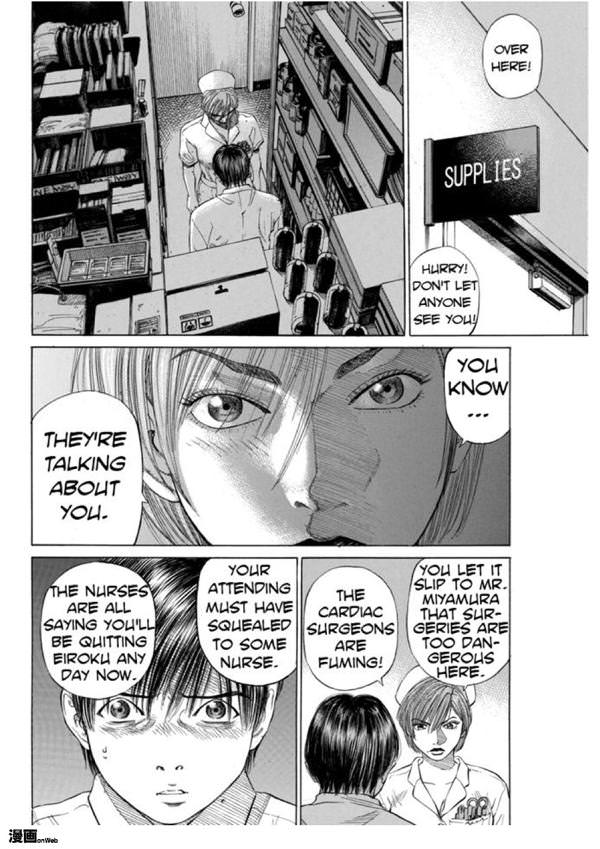 OVER
HERE!
SUPPLIES
HURRY!
DON'T LET
ANYONE
SEE YOU!
YOU
KNOW
...
THEY'RE
TALKING
ABOUT
YOU.
YOU LET IT
SLIP TO MR.
MIYAMURA
THAT SUR-
GERIES ARE
TOO DAN-
GEROUS
HERE.
THE
CARDIAC
SURGEONS
ARE
FUMING!
YOUR
ATTENDING
MUST HAVE
SQUEALED
TO SOME
NURSE.
THE NURSES
ARE ALL
SAYING YOU'LL
BE QUITTING
EIROKU ANY
DAY NOW.
漫画 onWeb